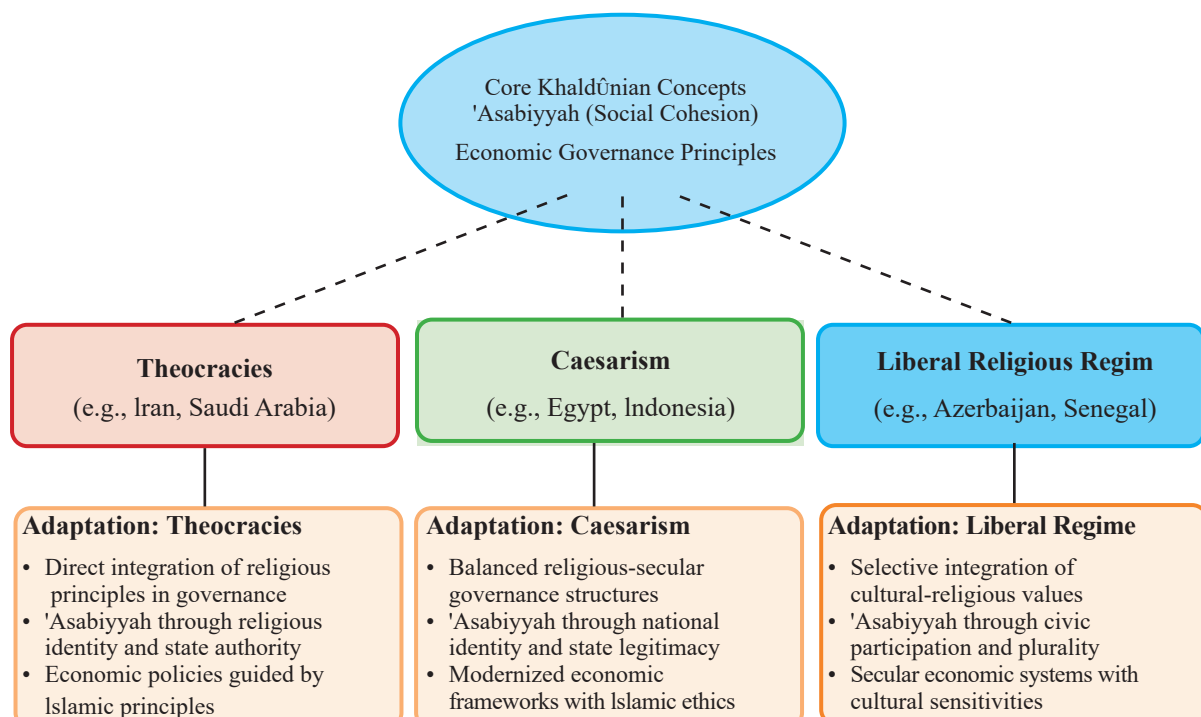 Core KhaldÛnian Concepts
'Asabiyyah (Social Cohesion)
Economic Governance Principles
Theocracies
(e.g., lran, Saudi Arabia)
Caesarism
(e.g., Egypt, lndonesia)
Liberal Religious Regim
(e.g., Azerbaijan, Senegal)
Adaptation: Theocracies
• Direct integration of religious
principles in governance
• 'Asabiyyah through religious
identity and state authority
• Economic policies guided by
lslamic principles
Adaptation: Caesarism
• Balanced religious-secular
governance structures
• 'Asabiyyah through national
identity and state legitimacy
• Modernized economic
frameworks with lslamic ethics
Adaptation: Liberal Regime
• Selective integration of
cultural-religious values
• 'Asabiyyah through civic
participation and plurality
• Secular economic systems with
cultural sensitivities